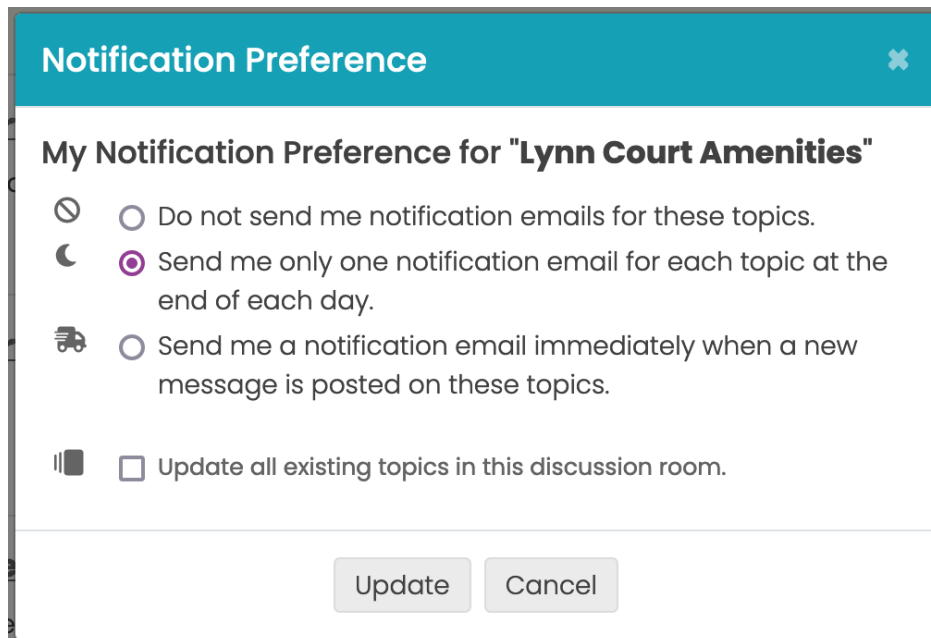 Notification Preference
My Notification Preference for "Lynn Court Amenities"
Do not send me notification emails for these topics.
Send me only one notification email for each topic at the
end of each day.
Send me a notification email immediately when a new
message is posted on these topics.
Update all existing topics in this discussion room.
Update
Cancel